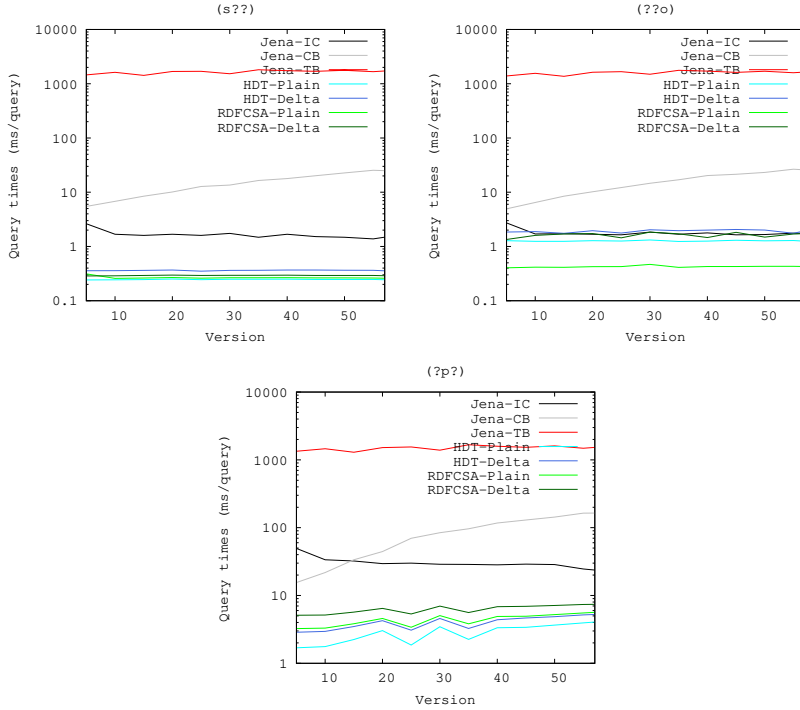 (s??)
Query times (ms/query)
10000
1000
100
10
1
0.1
Jena-IC
Jena-CB
Jena-TB
HDT-Plain
HDT-Delta
RDFCSA-Plain
RDFCSA-Delta
10 20 30 40 50
Version
(??o)
Query times (ms/query)
10000
1000
100
10
1
0.1
Jena-IC
Jena-CB
Jena-TB
HDT-Plain
HDT-Delta
RDFCSA-Plain
RDFCSA-Delta
10 20 30 40 50
Version
(?p?)
Query times (ms/query)
10000
1000
100
10
1
Jena-IC
Jena-CB
Jena-TB
HDT-Plain
HDT-Delta
RDFCSA-Plain
RDFCSA-Delta
10 20 30 40 50
Version